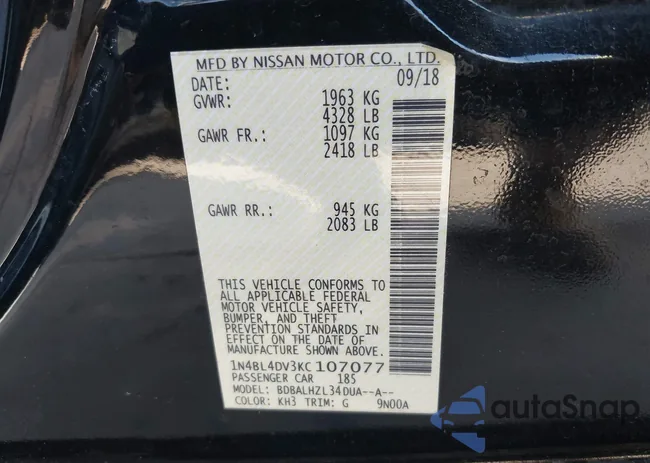 MFD BY NISSAN MOTOR CO., LTD.
DATE: 09/18
GVWR: 1963 KG
4328 LB
GAWR FR.: 1097 KG
2418 LB
GAWR RR.: 945 KG
2083 LB
THIS VEHICLE CONFORMS TO
ALL APPLICABLE FEDERAL
MOTOR VEHICLE SAFETY,
BUMPER, AND THEFT
PREVENTION STANDARDS IN
EFFECT ON THE DATE OF
MANUFACTURE SHOWN ABOVE.
1N4BL4DV3KC107077
PASSENGER CAR 185
MODEL: BDBALHZL34DUA--A--
COLOR: KH3 TRIM: G 9N00A
autoSnap